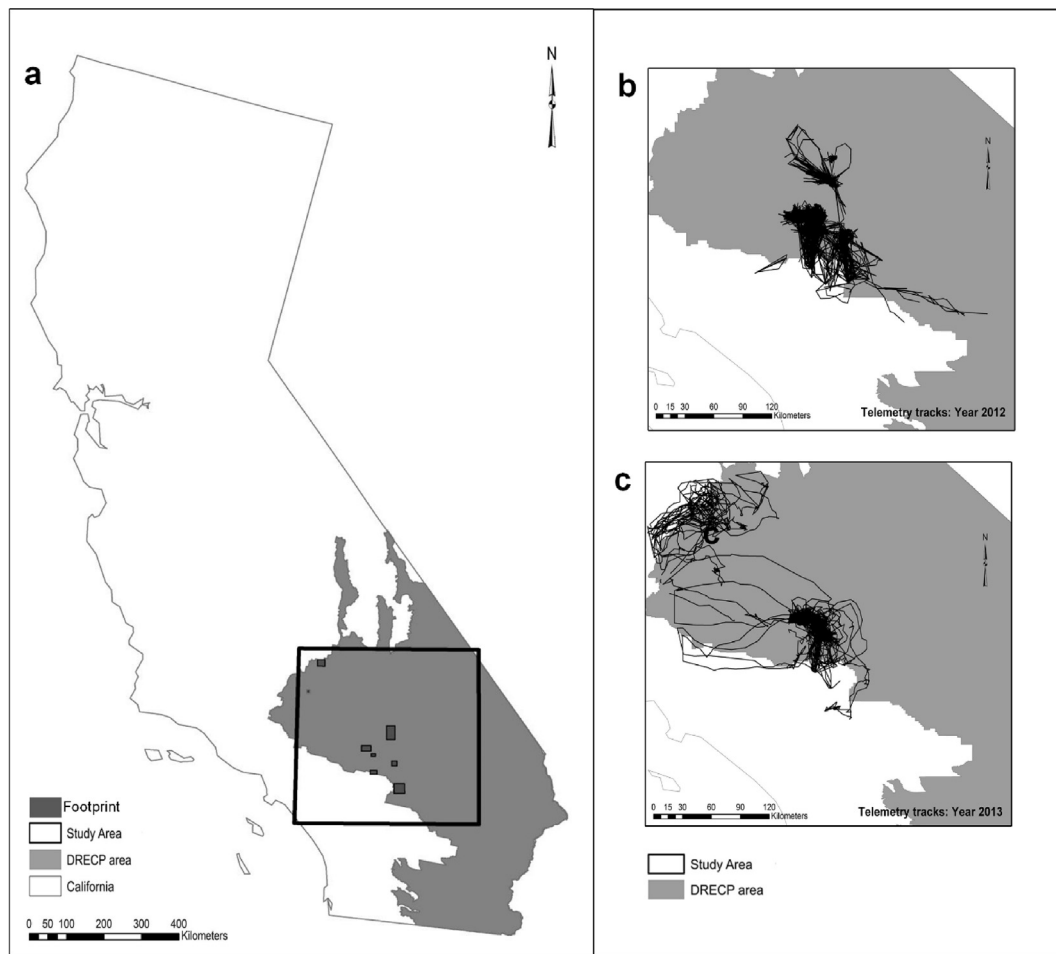 a
N
Footprint
Study Area
DRECP area
California
0 50 100 200 300 400
Kilometers
b
N
0 15 30 60 90 120
Kilometers
Telemetry tracks: Year 2012
c
C
N
0 15 30 60 90 120
Kilometers
Telemetry tracks: Year 2013
Study Area
DRECP area